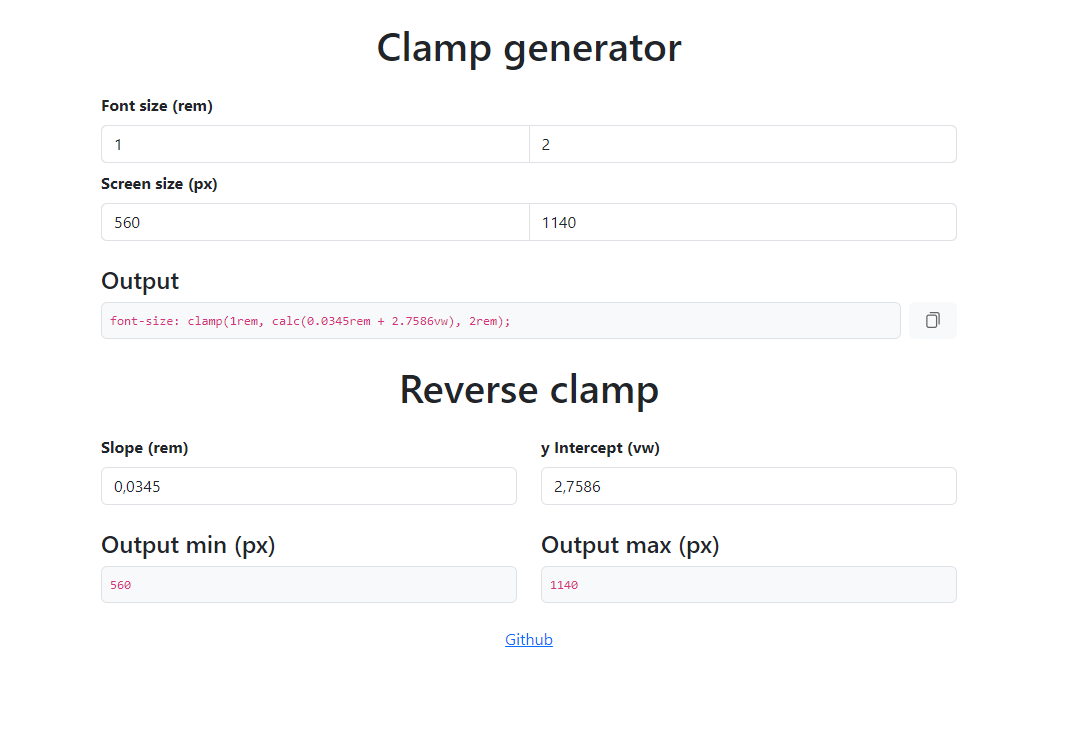 Clamp generator
Font size (rem)
1 2
Screen size (px)
560 1140
Output
font-size: clamp(1rem, calc(0.0345rem + 2.7586vw), 2rem);
Reverse clamp
Slope (rem) y Intercept (vw)
0,0345 2,7586
Output min (px) Output max (px)
560 1140
Github